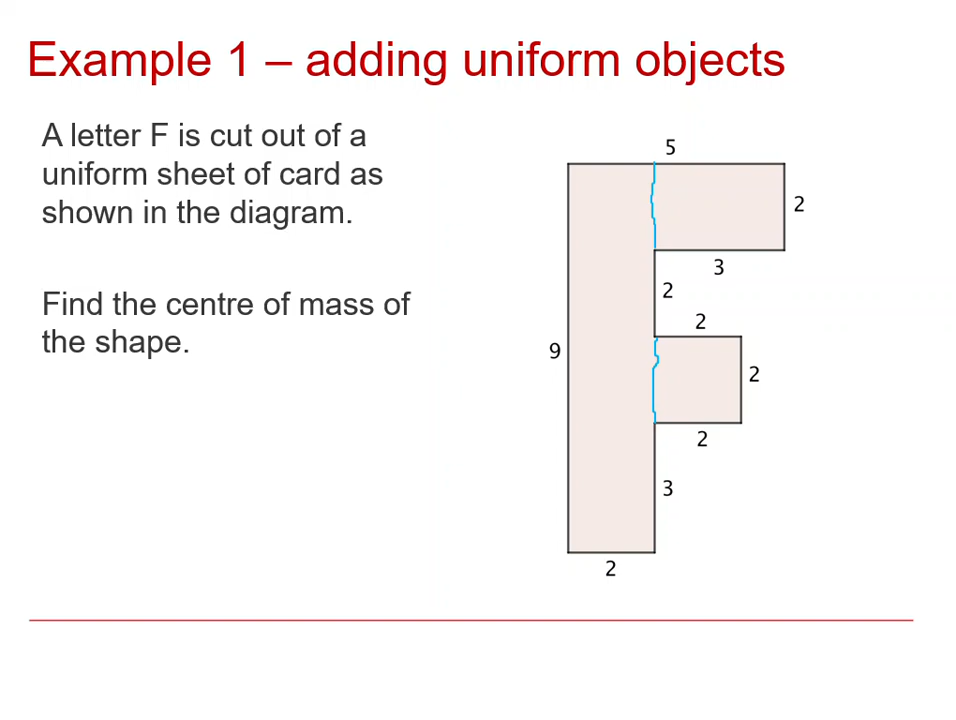 Example 1 – adding uniform objects
A letter F is cut out of a
uniform sheet of card as
shown in the diagram.
Find the centre of mass of
the shape.
5
2
3
2
2
9
2
2
3
2